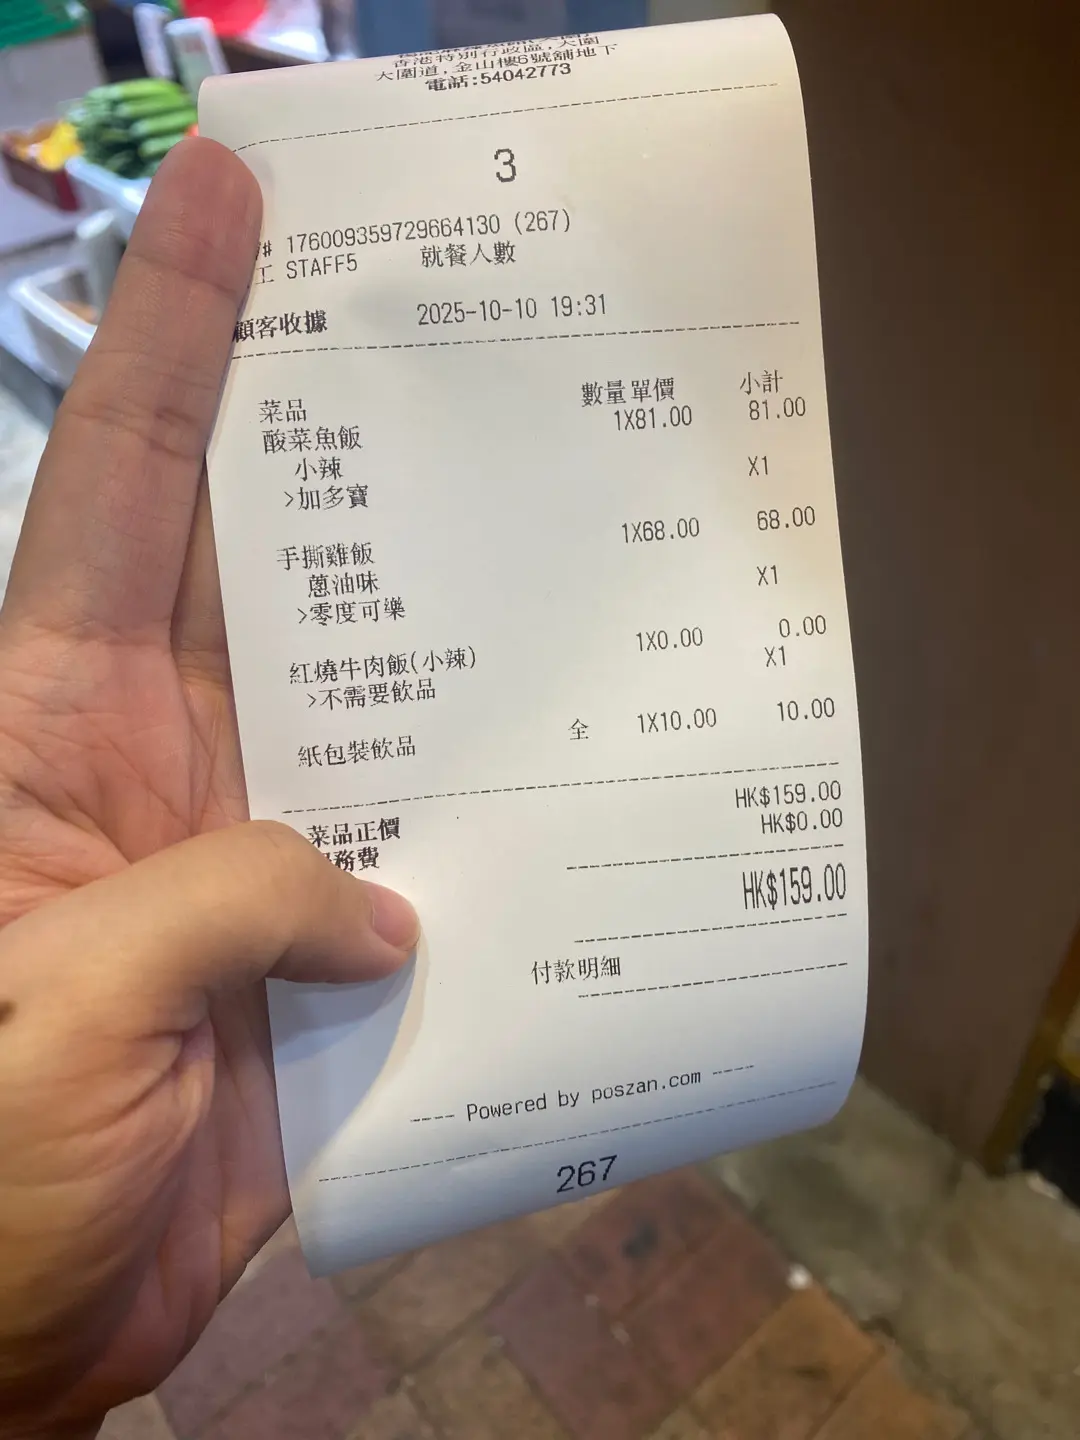 香港特別行政區,大圍
大圍道,金山樓6號舖地下
電話:54042773
3
# 176009359729664130 (267)
工 STAFF5 就餐人數
顧客收據 2025-10-10 19:31
菜品 數量單價 小計
酸菜魚飯 1X81.00 81.00
小辣
>加多寶 X1
手撕雞飯 1X68.00 68.00
蔥油味
>零度可樂 X1
紅燒牛肉飯(小辣) 1X0.00 0.00
>不需要飲品 X1
紙包裝飲品 全 1X10.00 10.00
菜品正價 HK$159.00
務費 HK$0.00
HK$159.00
付款明細
---- Powered by poszan.com ----
267